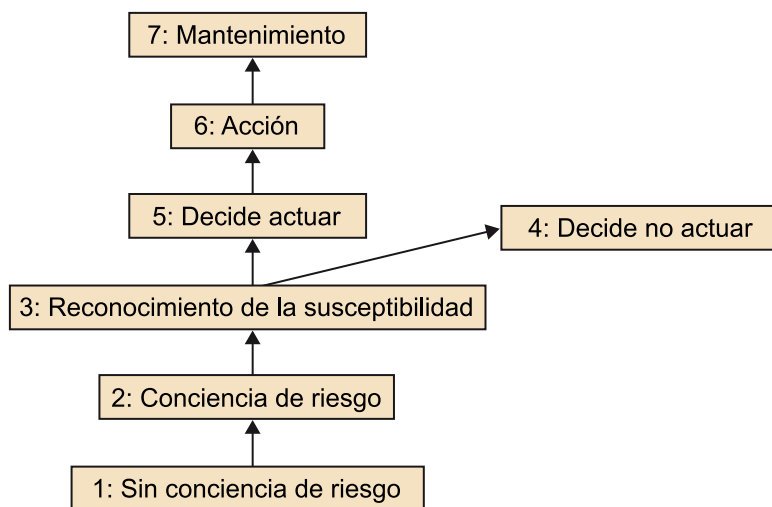 7: Mantenimiento
6: Acción
5: Decide actuar
4: Decide no actuar
3: Reconocimiento de la susceptibilidad
2: Conciencia de riesgo
1: Sin conciencia de riesgo